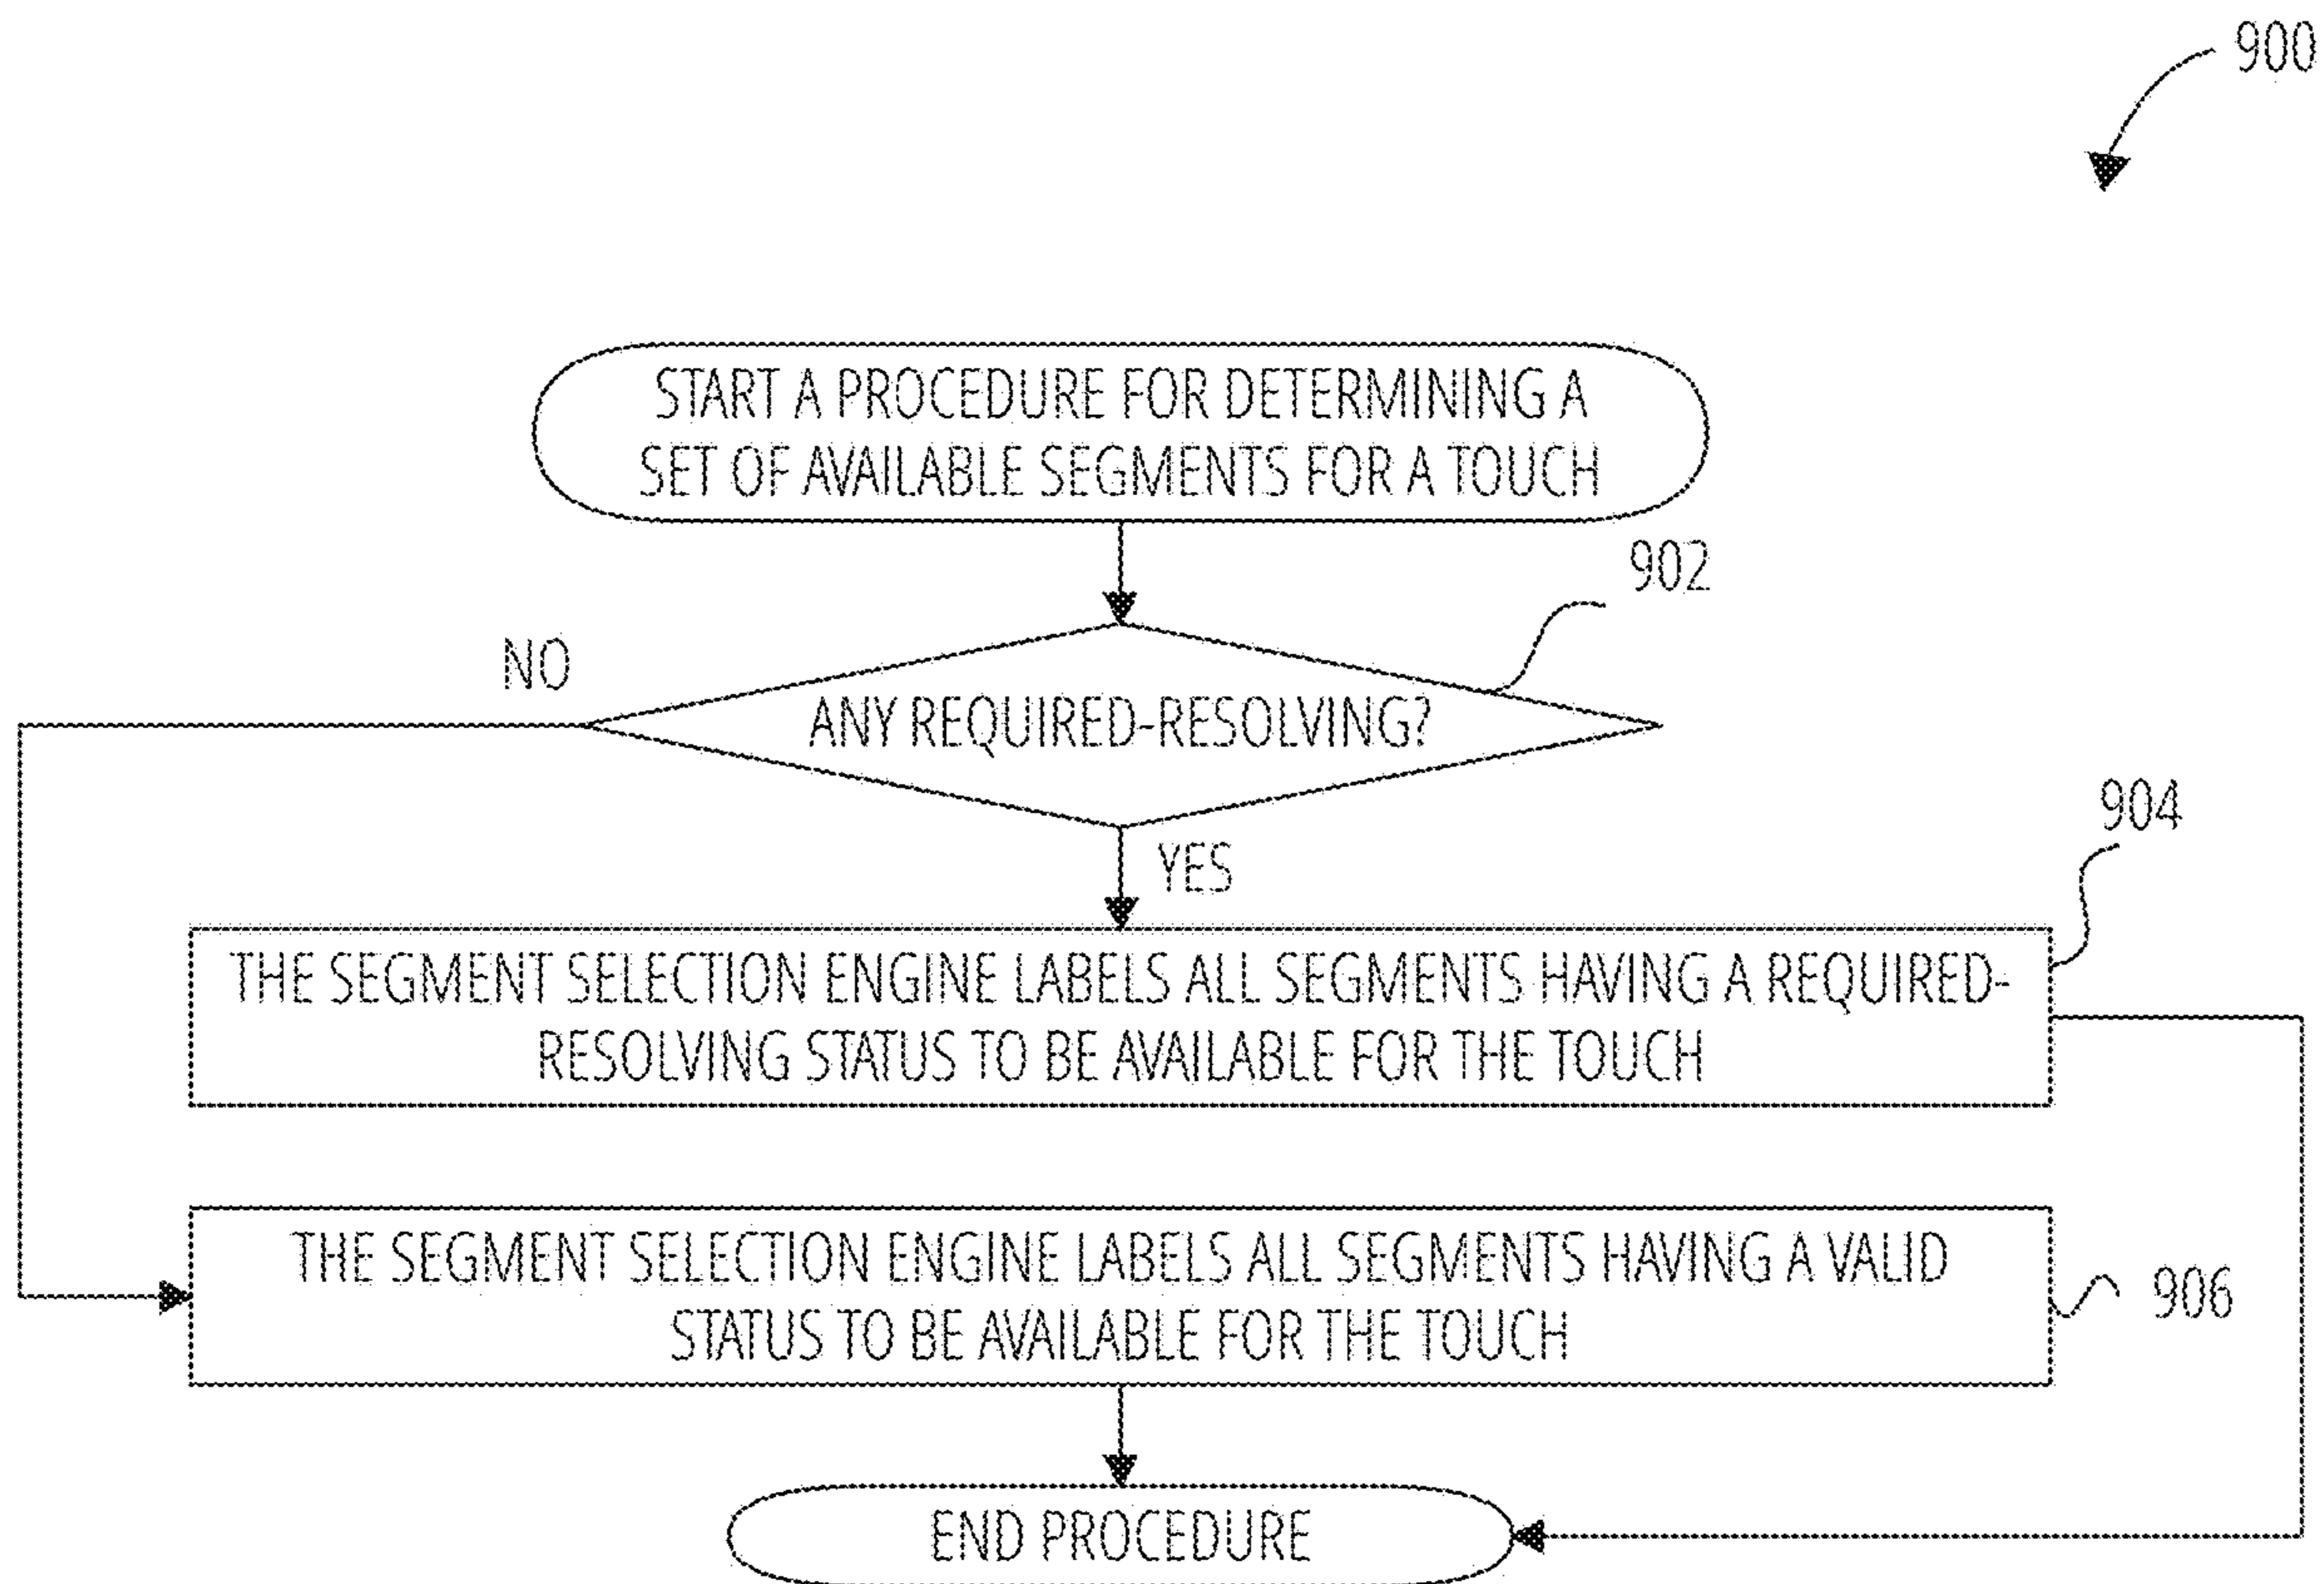 900
START A PROCEDURE FOR DETERMINING A
SET OF AVAILABLE SEGMENTS FOR A TOUCH
902
NO
ANY REQUIRED-RESOLVING?
904
YES
THE SEGMENT SELECTION ENGINE LABELS ALL SEGMENTS HAVING A REQUIRED-
RESOLVING STATUS TO BE AVAILABLE FOR THE TOUCH
THE SEGMENT SELECTION ENGINE LABELS ALL SEGMENTS HAVING A VALID
STATUS TO BE AVAILABLE FOR THE TOUCH
906
END PROCEDURE